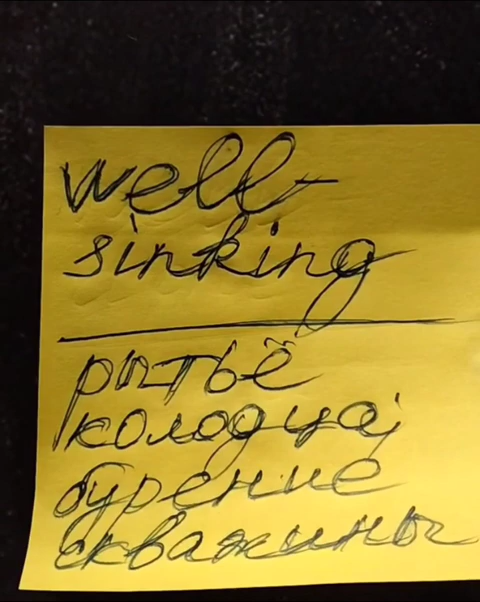 well-
sinking
рытьё
колодца;
бурение
скважины